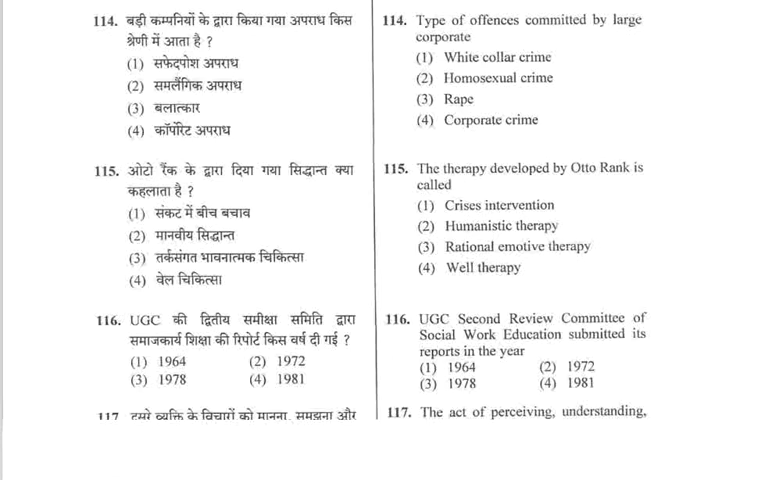 114. बड़ी कम्पनियों के द्वारा किया गया अपराध किस
श्रेणी में आता है ?
(1) सफेदपोश अपराध
(2) समलैंगिक अपराध
(3) बलात्कार
(4) कॉर्पोरेट अपराध
115. ओटो रैंक के द्वारा दिया गया सिद्धान्त क्या
कहलाता है ?
(1) संकट में बीच बचाव
(2) मानवीय सिद्धान्त
(3) तर्कसंगत भावनात्मक चिकित्सा
(4) वेल चिकित्सा
116. UGC की द्वितीय समीक्षा समिति द्वारा
समाजकार्य शिक्षा की रिपोर्ट किस वर्ष दी गई ?
(1) 1964 (2) 1972
(3) 1978 (4) 1981
117. दूसरे व्यक्ति के विचारों को मानना, समझना और
114. Type of offences committed by large
corporate
(1) White collar crime
(2) Homosexual crime
(3) Rape
(4) Corporate crime
115. The therapy developed by Otto Rank is
called
(1) Crises intervention
(2) Humanistic therapy
(3) Rational emotive therapy
(4) Well therapy
116. UGC Second Review Committee of
Social Work Education submitted its
reports in the year
(1) 1964 (2) 1972
(3) 1978 (4) 1981
117. The act of perceiving, understanding,